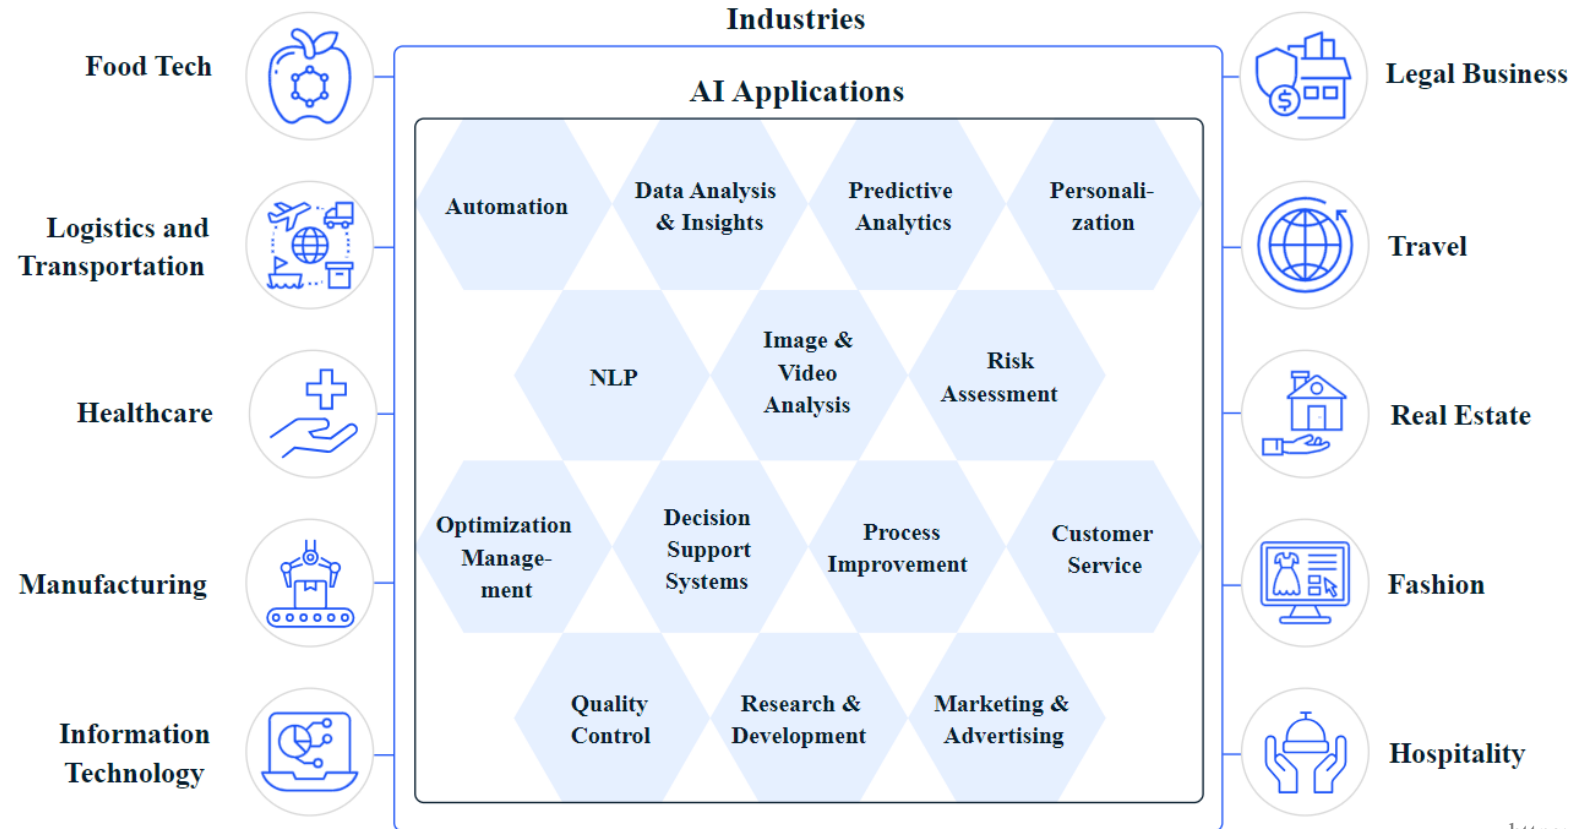 Industries
AI Applications
Food Tech
Logistics and
Transportation
Healthcare
Manufacturing
Information
Technology
Automation
Data Analysis
& Insights
Predictive
Analytics
Personali-
zation
NLP
Image &
Video
Analysis
Risk
Assessment
Optimization
Manage-
ment
Decision
Support
Systems
Process
Improvement
Customer
Service
Quality
Control
Research &
Development
Marketing &
Advertising
Legal Business
Travel
Real Estate
Fashion
Hospitality